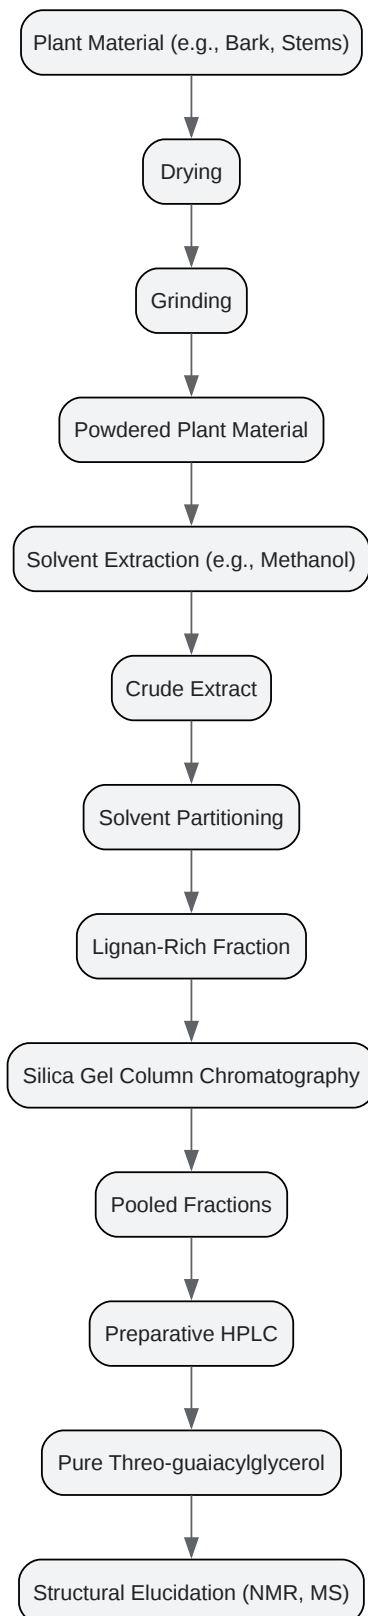 Plant Material (e.g., Bark, Stems)
Drying
Grinding
Powdered Plant Material
Solvent Extraction (e.g., Methanol)
Crude Extract
Solvent Partitioning
Lignan-Rich Fraction
Silica Gel Column Chromatography
Pooled Fractions
Preparative HPLC
Pure Threo-guaiacylglycerol
Structural Elucidation (NMR, MS)